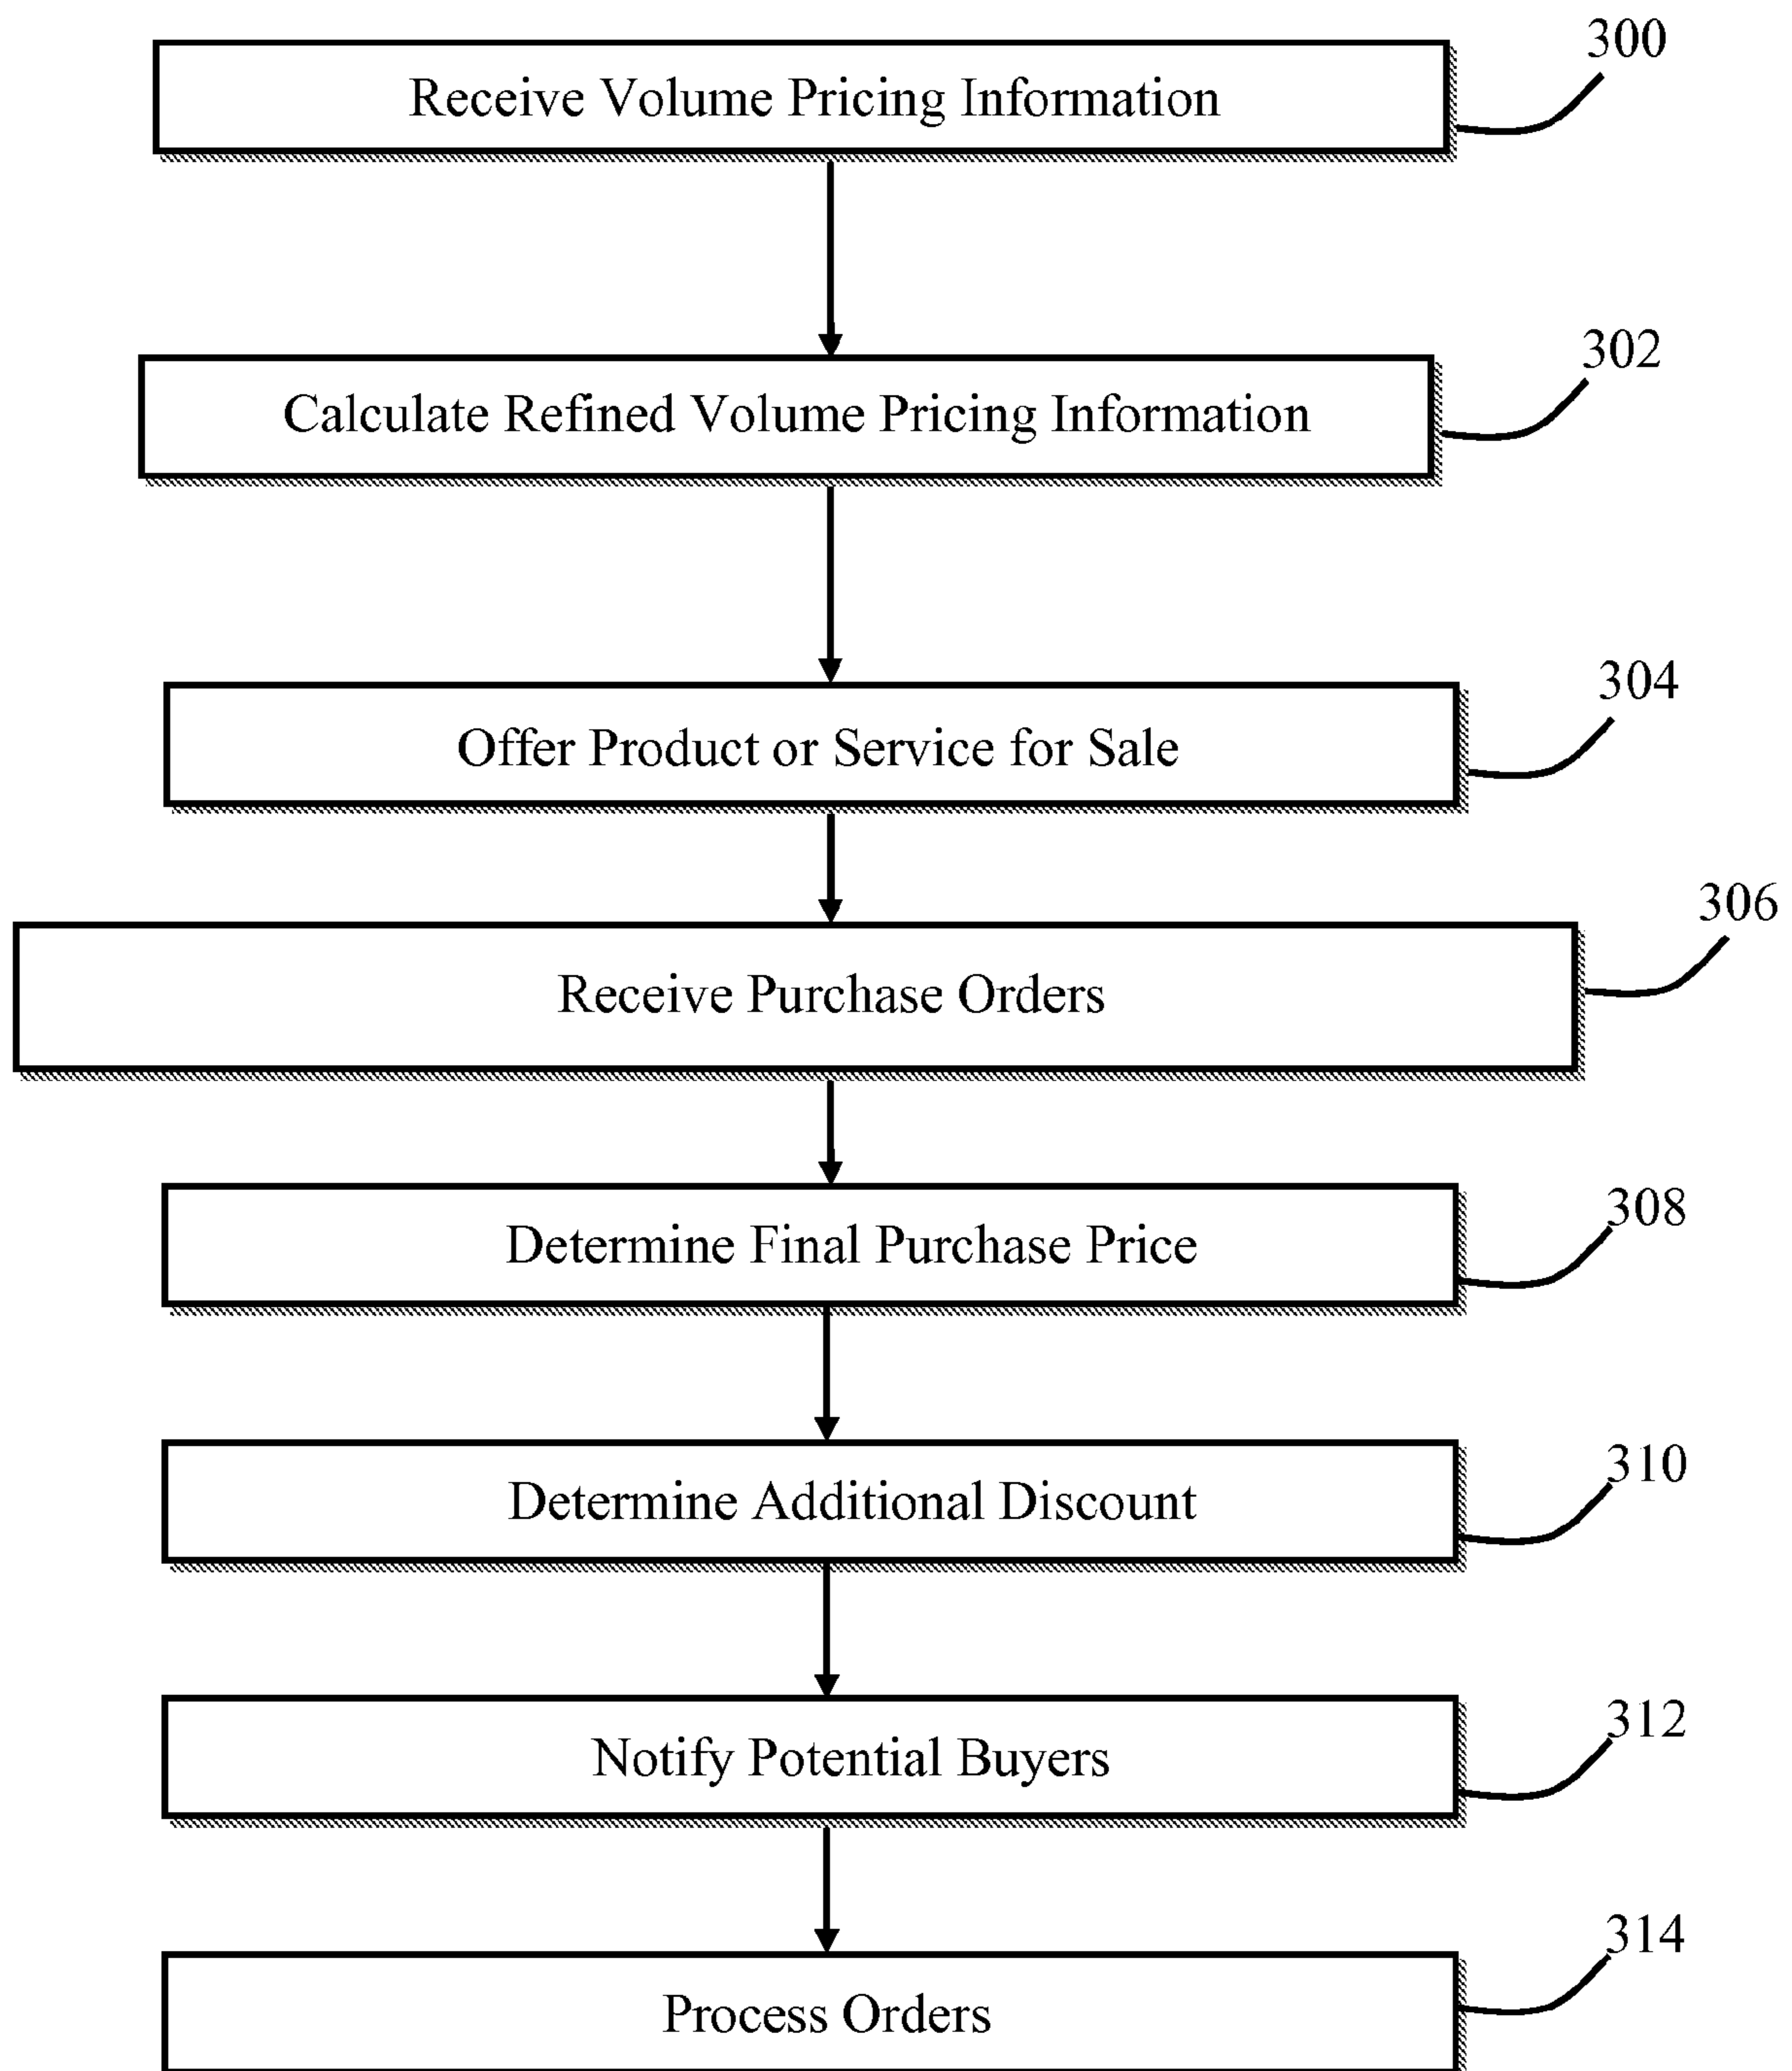 300
Receive Volume Pricing Information
302
Calculate Refined Volume Pricing Information
304
Offer Product or Service for Sale
306
Receive Purchase Orders
308
Determine Final Purchase Price
310
Determine Additional Discount
312
Notify Potential Buyers
314
Process Orders